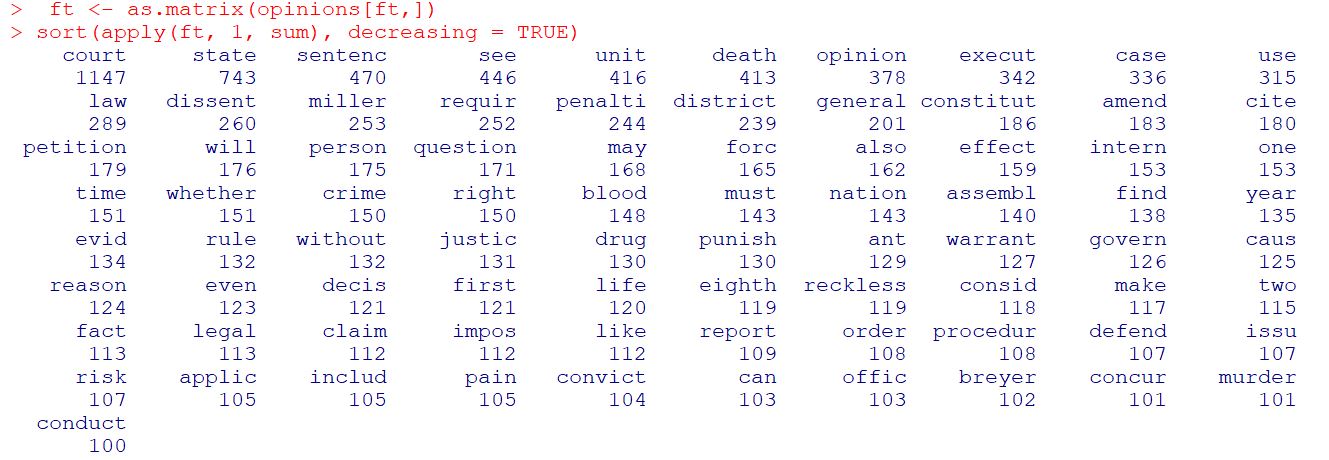 >  ft <- as.matrix(opinions[ft,])
> sort(apply(ft, 1, sum), decreasing = TRUE)
court state sentenc see unit death opinion execut case use
1147 743 470 446 416 413 378 342 336 315
law dissent miller requir penalti district general constitut amend cite
289 260 253 252 244 239 201 186 183 180
petition will person question may forc also effect intern one
179 176 175 171 168 165 162 159 153 153
time whether crime right blood must nation assembl find year
151 151 150 150 148 143 143 140 138 135
evid rule without justic drug punish ant warrant govern caus
134 132 132 131 130 130 129 127 126 125
reason even decis first life eighth reckless consid make two
124 123 121 121 120 119 119 118 117 115
fact legal claim impos like report order procedur defend issu
113 113 112 112 112 109 108 108 107 107
risk applic includ pain convict can offic breyer concur murder
107 105 105 105 104 103 103 102 101 101
conduct
100